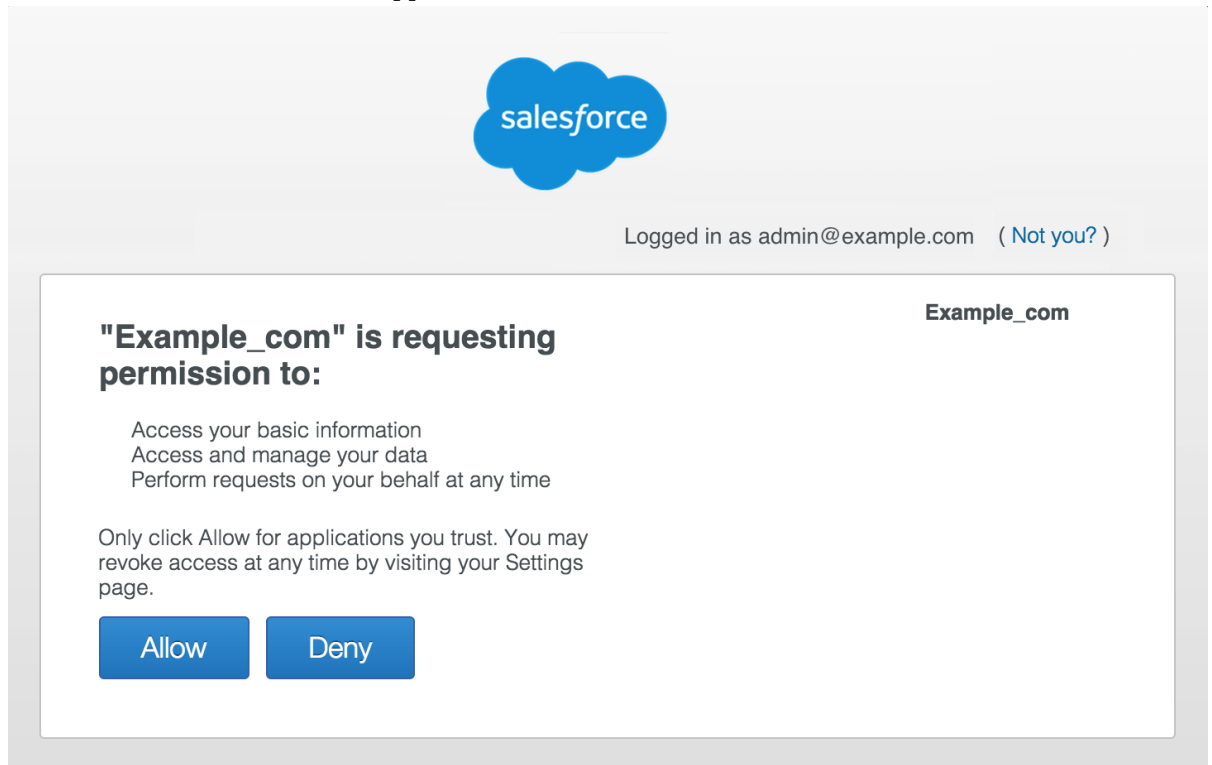 salesforce
Logged in as admin@example.com ( Not you? )
Example_com
"Example_com" is requesting
permission to:
Access your basic information
Access and manage your data
Perform requests on your behalf at any time
Only click Allow for applications you trust. You may
revoke access at any time by visiting your Settings
page.
Allow Deny